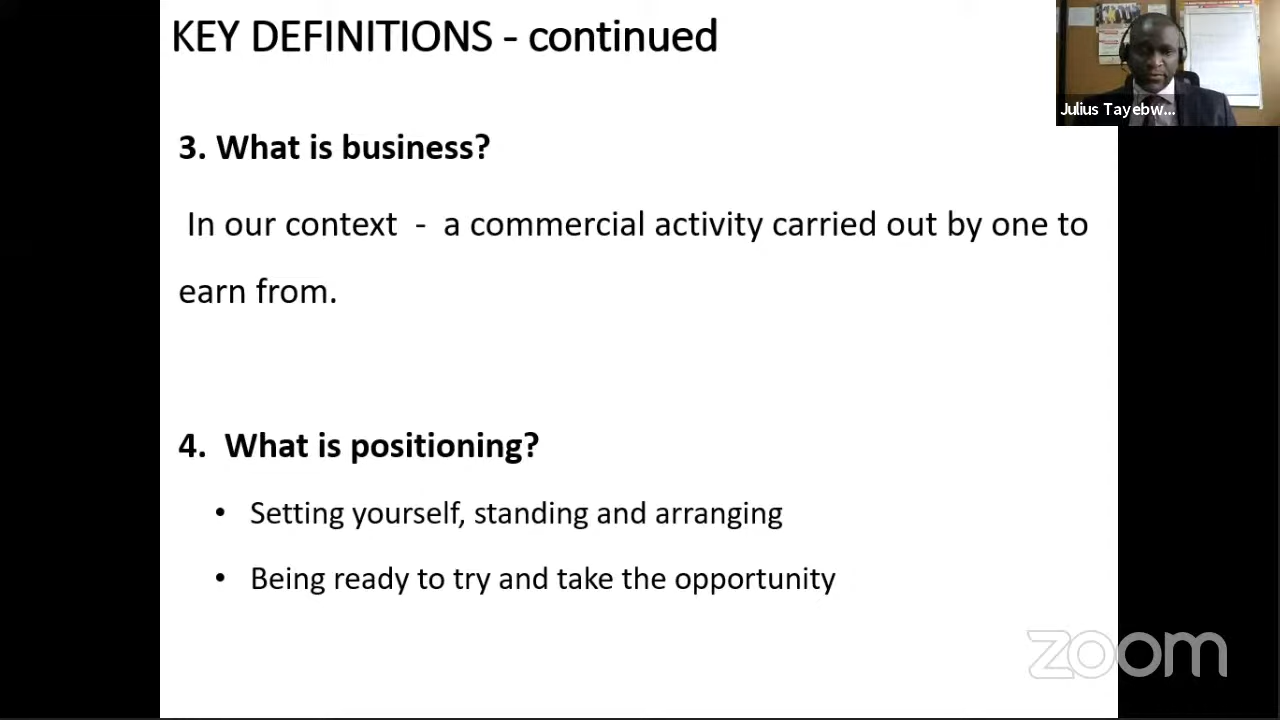 KEY DEFINITIONS - continued
Julius Tayebw...
3. What is business?
In our context - a commercial activity carried out by one to
earn from.
4. What is positioning?
• Setting yourself, standing and arranging
• Being ready to try and take the opportunity
zoom